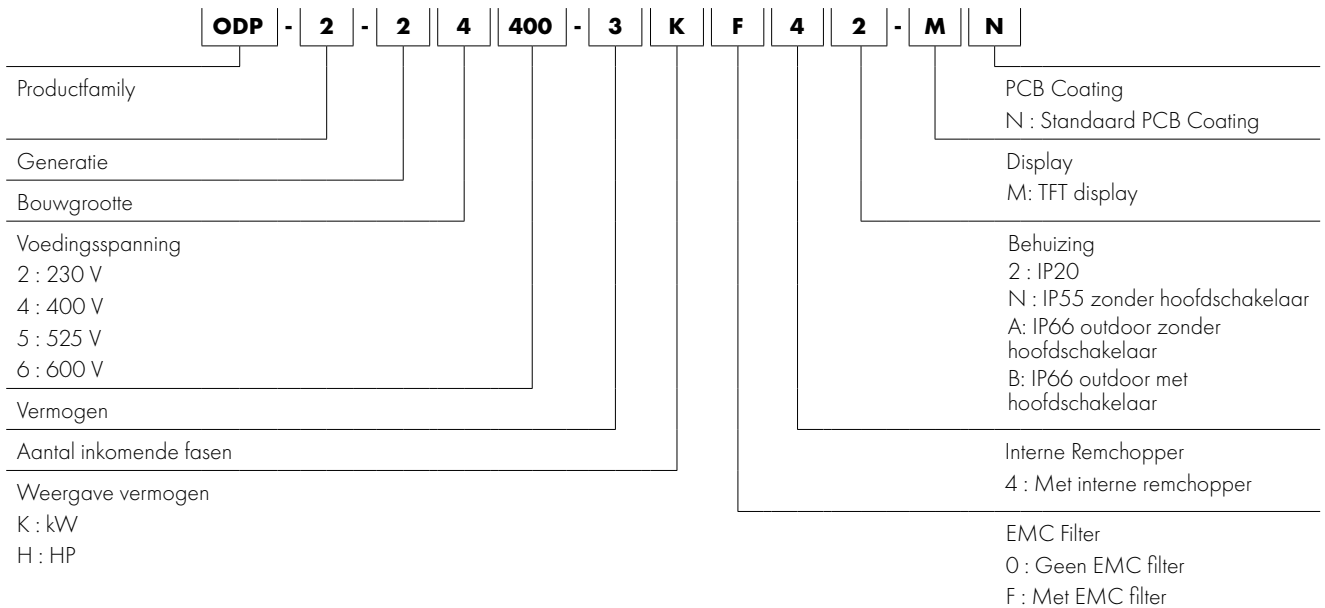 ODP - 2 - 2 4 400 - 3 K F 4 2 - M N
Productfamily
Generatie
Bouwgrootte
Voedingsspanning
2 : 230 V
4 : 400 V
5 : 525 V
6 : 600 V
Vermogen
Aantal inkomende fasen
Weergave vermogen
K : kW
H : HP
PCB Coating
N : Standaard PCB Coating
Display
M: TFT display
Behuizing
2 : IP20
N : IP55 zonder hoofdschakelaar
A: IP66 outdoor zonder
hoofdschakelaar
B: IP66 outdoor met
hoofdschakelaar
Interne Remchopper
4 : Met interne remchopper
EMC Filter
0 : Geen EMC filter
F : Met EMC filter